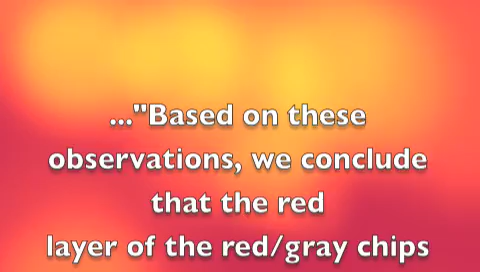 ..."Based on these
observations, we conclude
that the red
layer of the red/gray chips